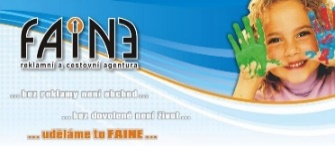 FAINE
reklamní a cestovní agentura
...bez reklamy není obchod...
...bez dovolené není život...
...uděláme to FAINE...